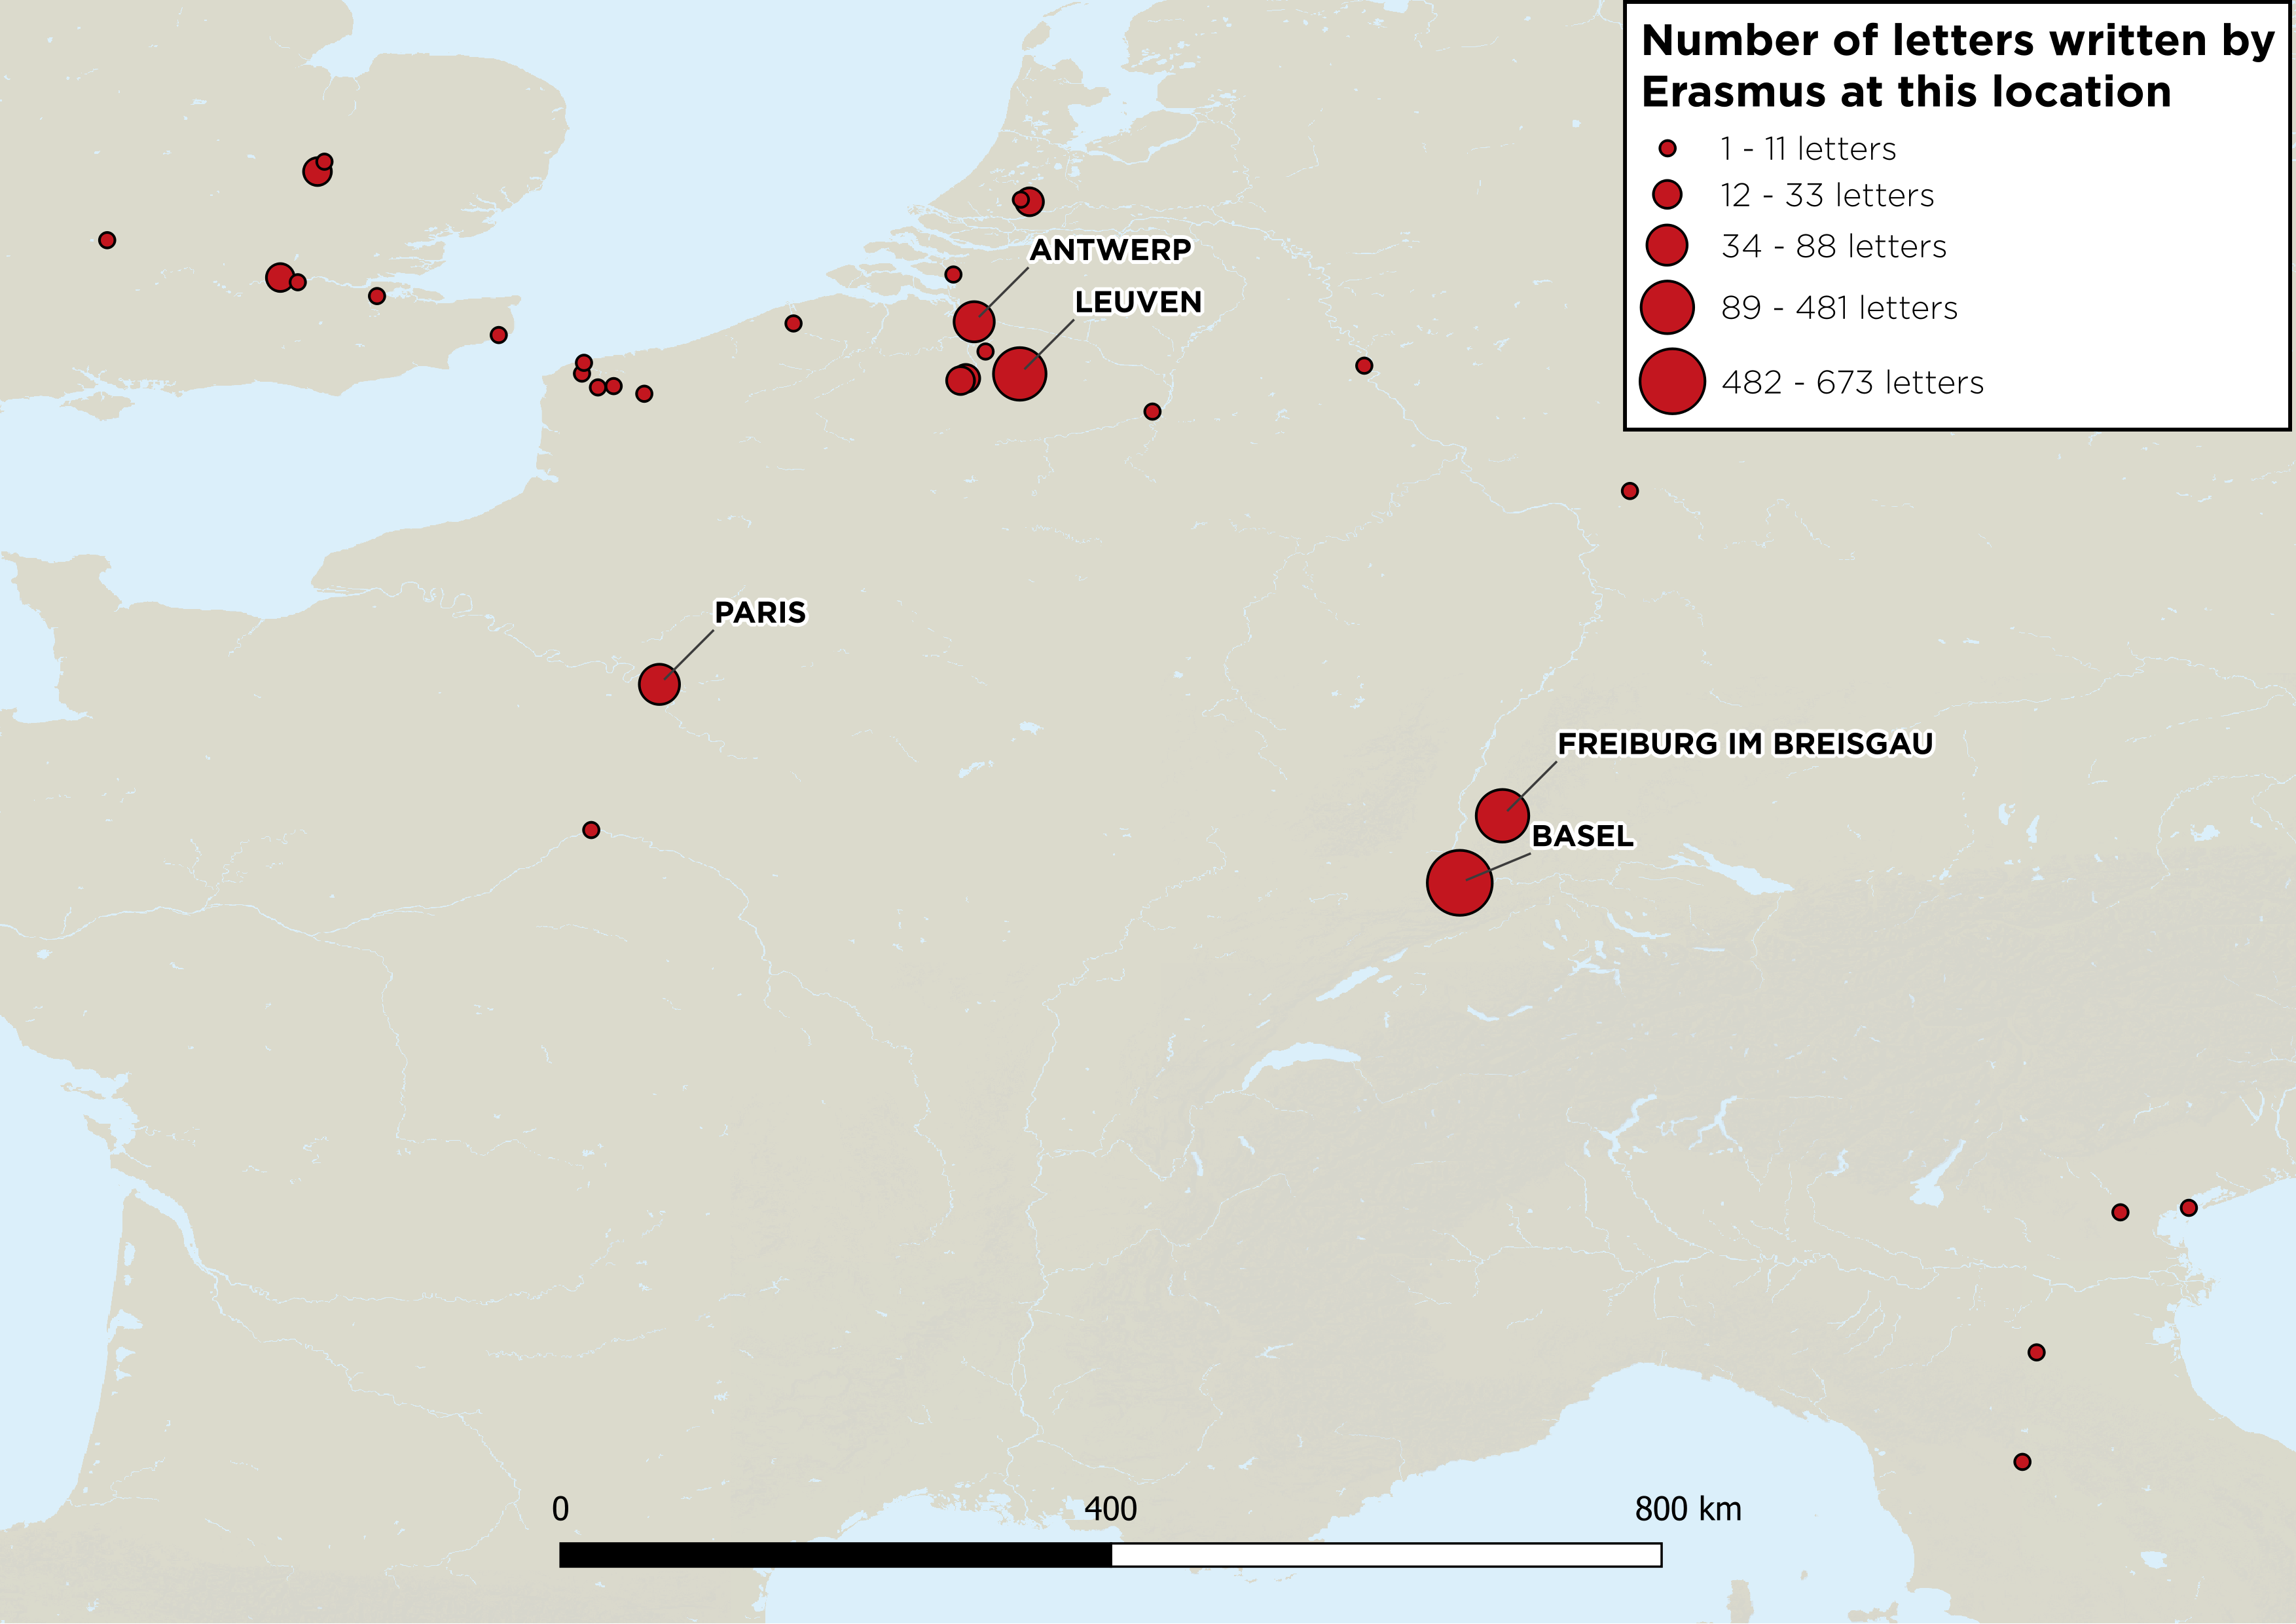 Number of letters written by
Erasmus at this location
1 - 11 letters
12 - 33 letters
34 - 88 letters
89 - 481 letters
482 - 673 letters
ANTWERP
LEUVEN
PARIS
FREIBURG IM BREISGAU
BASEL
0 400 800 km